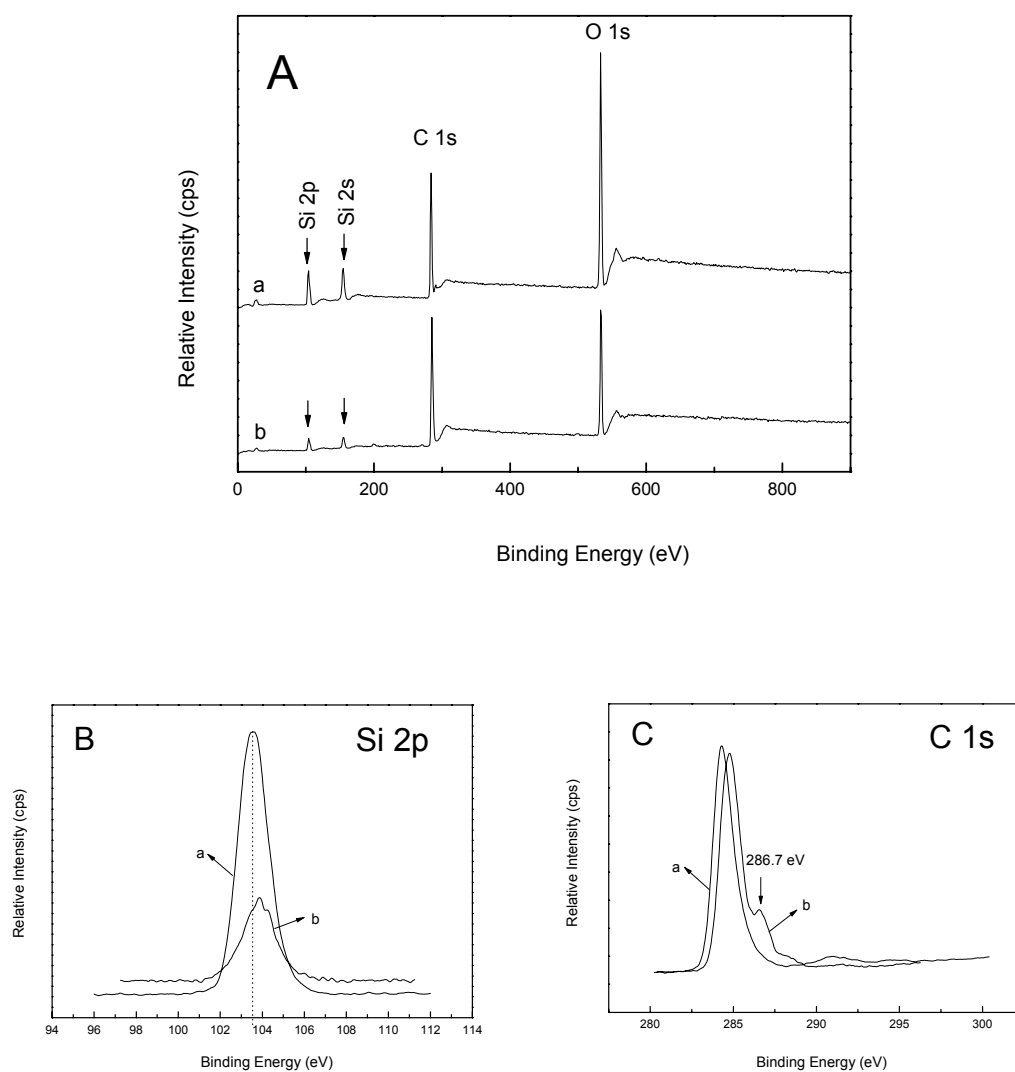 A
O 1s
C 1s
Si 2p
Si 2s
a
b
Relative Intensity (cps)
0 200 400 600 800
Binding Energy (eV)
B
Si 2p
a
b
Relative Intensity (cps)
94 96 98 100 102 104 106 108 110 112 114
Binding Energy (eV)
C
C 1s
286.7 eV
a
b
Relative Intensity (cps)
280 285 290 295 300
Binding Energy (eV)